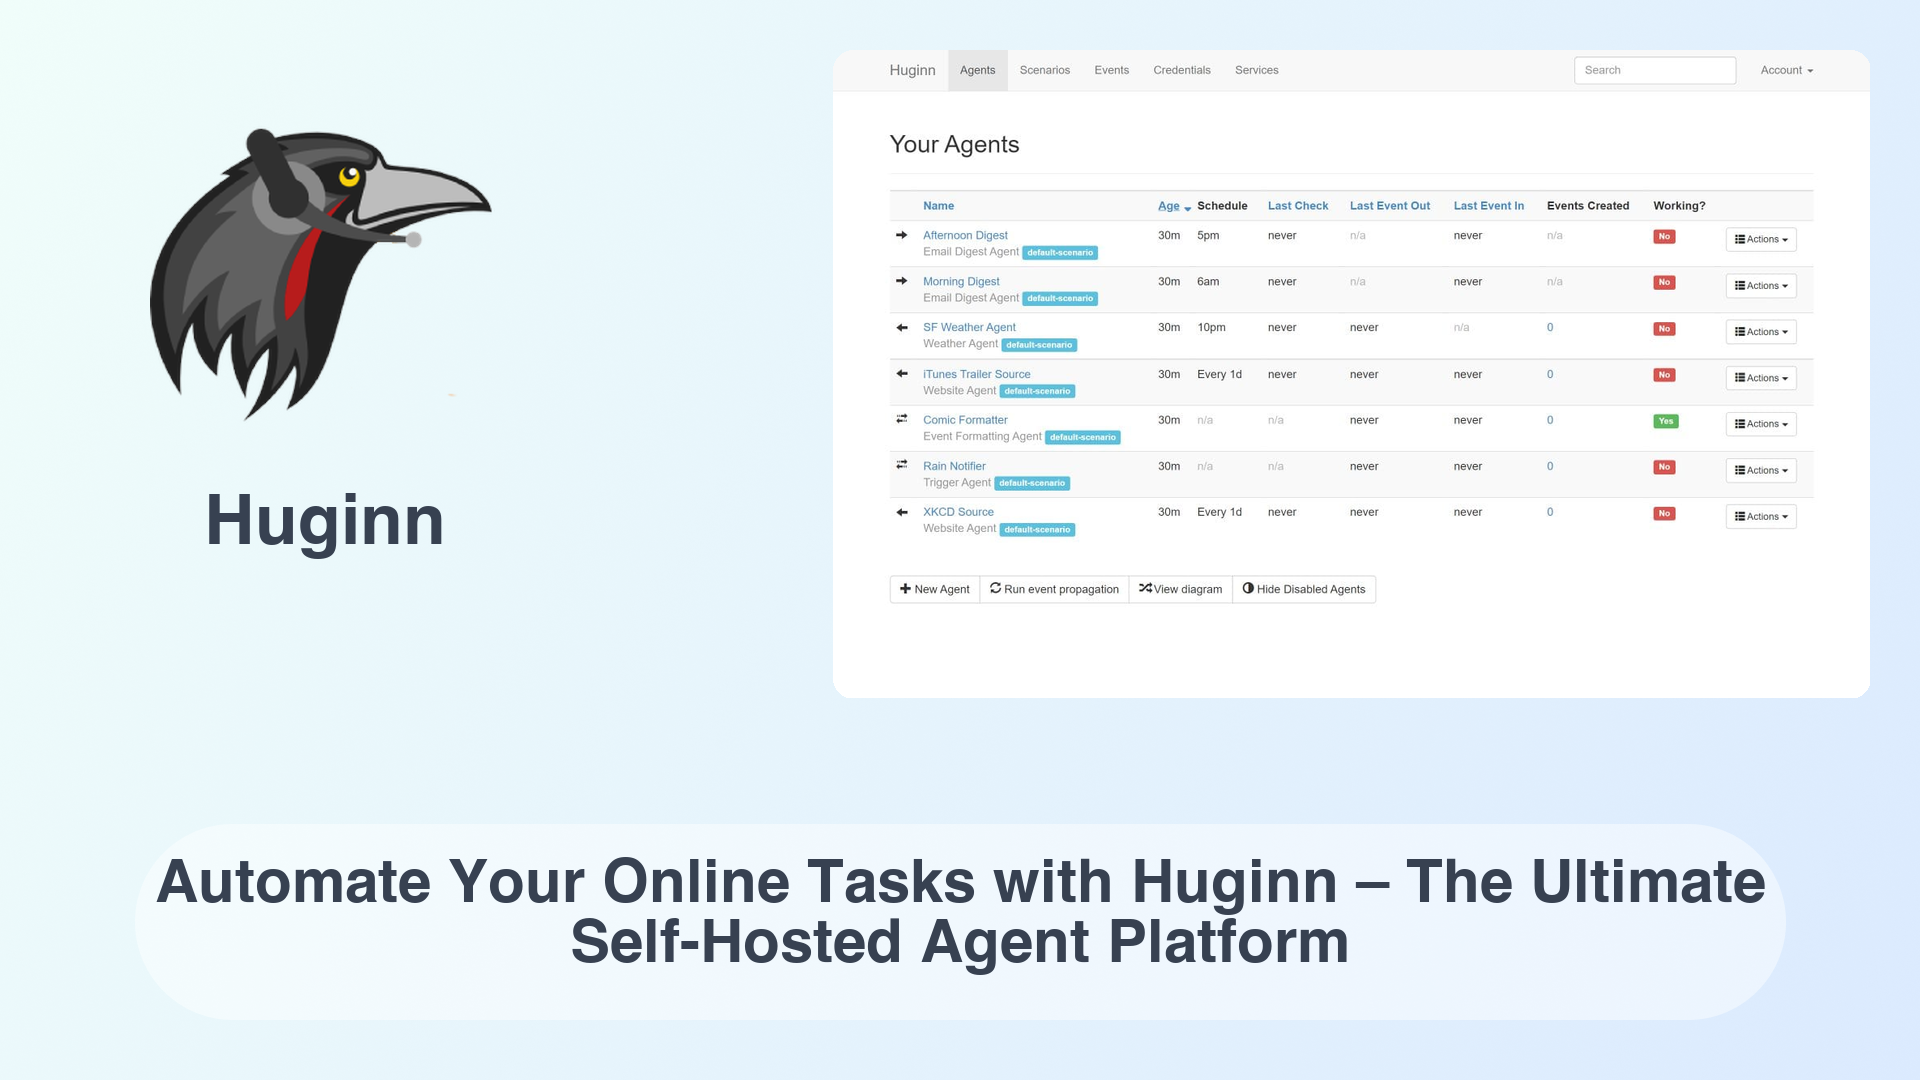 Huginn Agents Scenarios Events Credentials Services Search Account
Your Agents
Name Age Schedule Last Check Last Event Out Last Event In Events Created Working?
Afternoon Digest 30m 5pm never n/a never n/a No Actions
Email Digest Agent default-scenario
Morning Digest 30m 6am never n/a never n/a No Actions
Email Digest Agent default-scenario
SF Weather Agent 30m 10pm never never n/a 0 No Actions
Weather Agent default-scenario
iTunes Trailer Source 30m Every 1d never never never 0 No Actions
Website Agent default-scenario
Comic Formatter 30m n/a n/a never never 0 Yes Actions
Event Formatting Agent default-scenario
Rain Notifier 30m n/a n/a never never 0 No Actions
Trigger Agent default-scenario
XKCD Source 30m Every 1d never never never 0 No Actions
Website Agent default-scenario
New Agent Run event propagation View diagram Hide Disabled Agents
Huginn
Automate Your Online Tasks with Huginn – The Ultimate
Self-Hosted Agent Platform